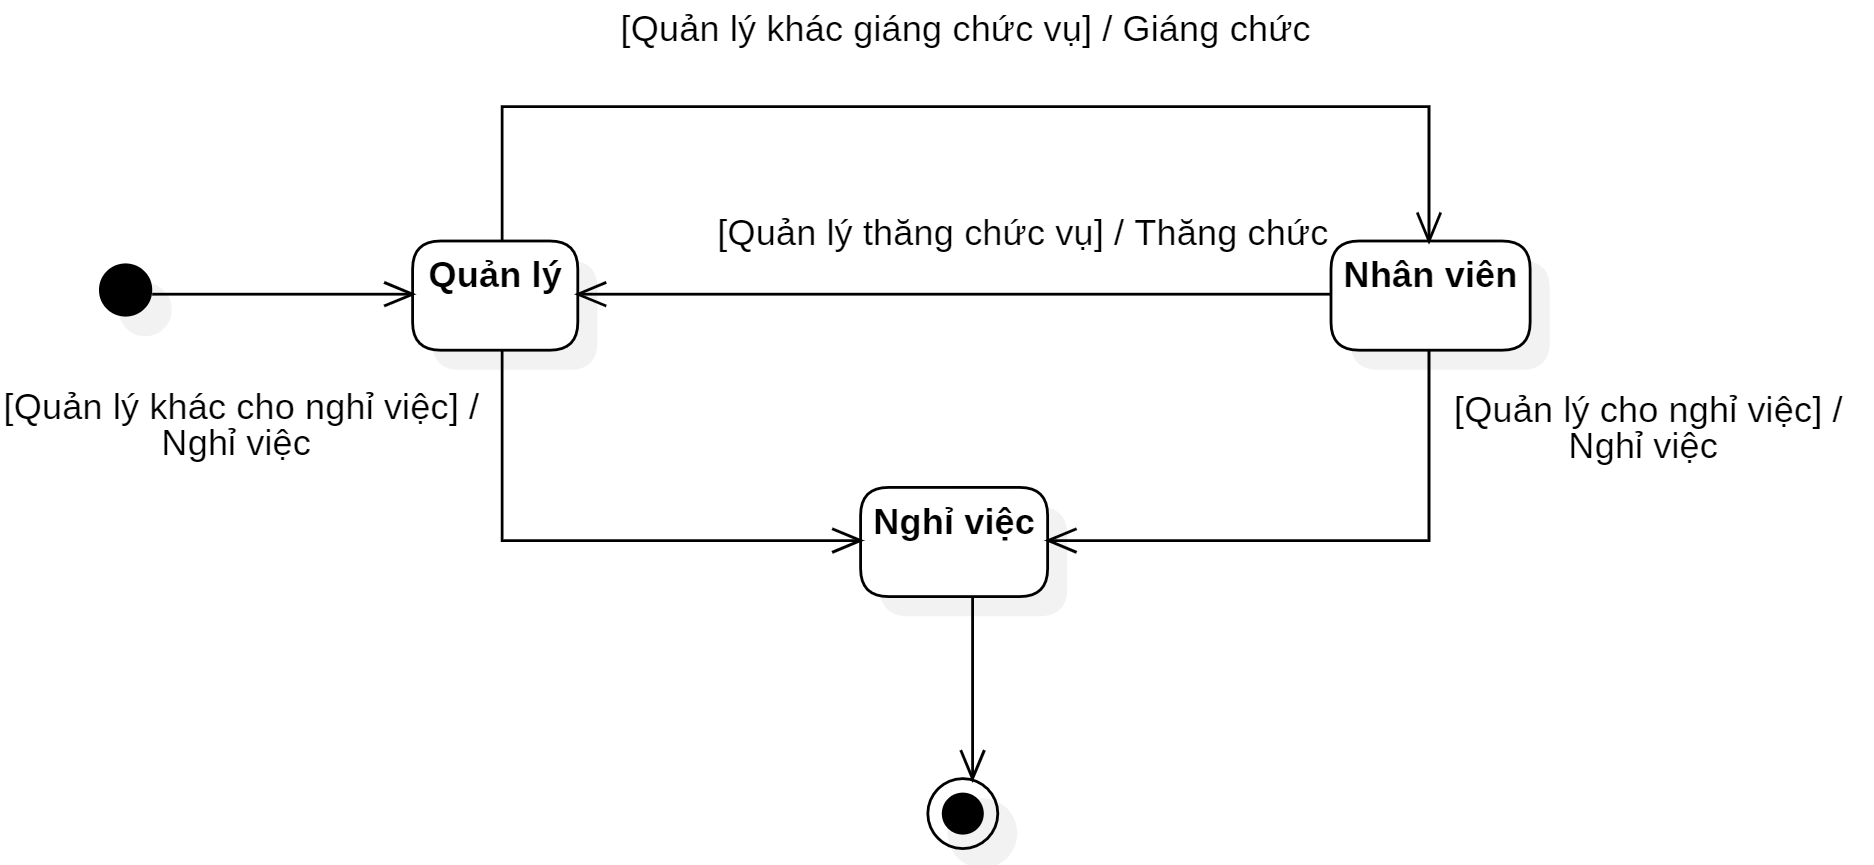 [Quản lý khác giáng chức vụ] / Giáng chức
[Quản lý thăng chức vụ] / Thăng chức
Quản lý
Nhân viên
[Quản lý khác cho nghỉ việc] /
Nghỉ việc
[Quản lý cho nghỉ việc] /
Nghỉ việc
Nghỉ việc